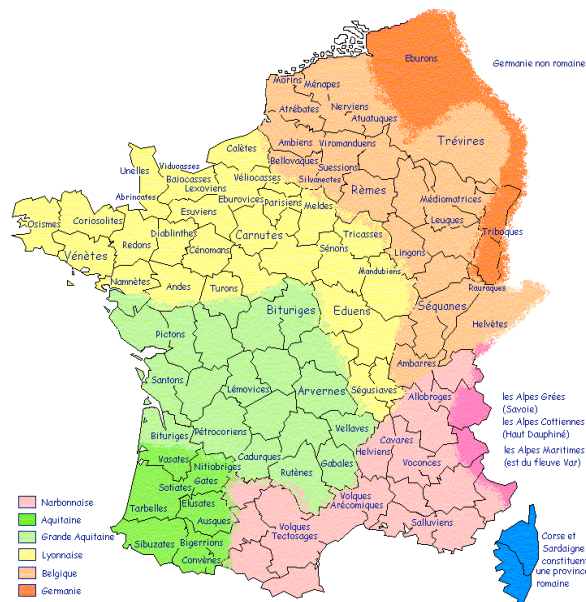 Eburons
Germanie non romaine
Morins
Ménapes
Nerviens
Atrébates
Atuatuques
Trévires
Ambiens
Viromanduens
Calètes
Bellovaques
Suessions
Unelles
Viducasses
Baiocasses
Véliocasses
Silvanectes
Lexoviens
Rèmes
Médiomatrices
Abrincates
Eburovices
Parisiens
Meldes
Esuviens
Leuques
Osismes
Coriosolites
Diablinthes
Carnutes
Tricasses
Triboques
Redons
Cénomans
Sénons
Lingons
Vénètes
Mandubiens
Namnètes
Andes
Turons
Rauraques
Bituriges
Eduens
Séquanes
Helvètes
Pictons
Ambarres
Santons
Lémovices
Arvernes
Ségusiaves
Allobroges
les Alpes Grées
(Savoie)
les Alpes Cottiennes
(Haut Dauphiné)
les Alpes Maritimes
(est du fleuve Var)
Bituriges
Pétrocoriens
Vellaves
Cavares
Helviens
Vasates
Cadurques
Voconces
Nitiobriges
Gabales
Rutènes
Sotiates
Gates
Volques
Arécomiques
Tarbelles
Elusates
Ausques
Salluviens
Volques
Tectosages
Sibuzates
Bigerrions
Convènes
Narbonnaise
Aquitaine
Grande Aquitaine
Lyonnaise
Belgique
Germanie
Corse et
Sardaigne
constituent
une province
romaine